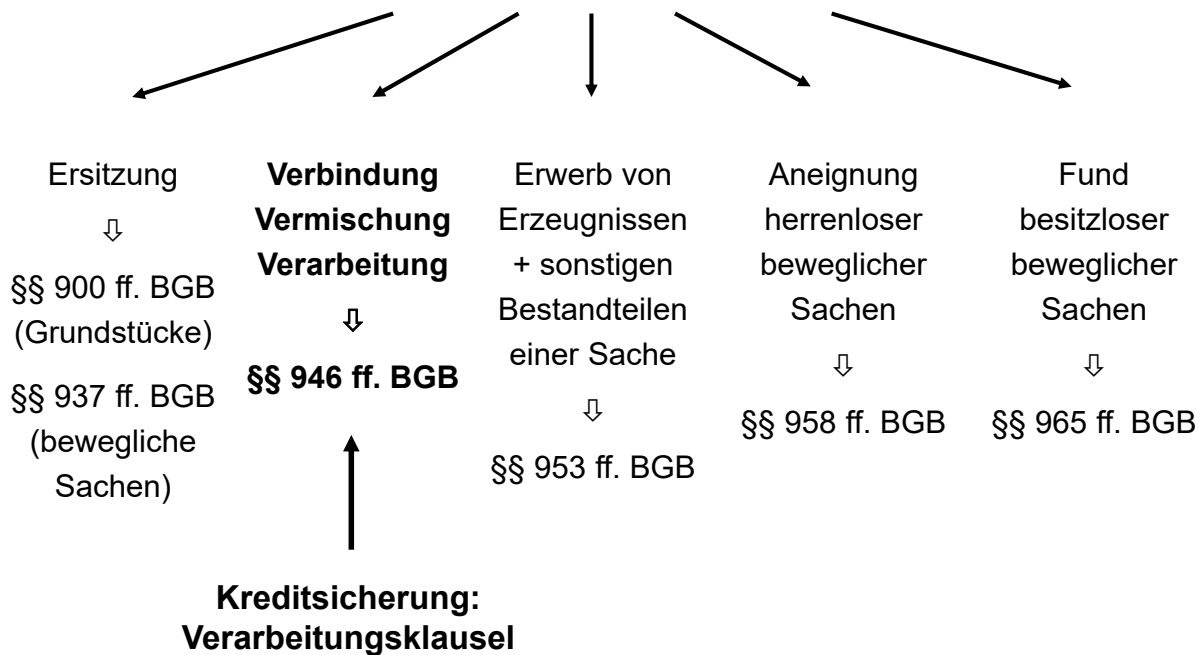 Ersitzung
⇩
§§ 900 ff. BGB
(Grundstücke)
§§ 937 ff. BGB
(bewegliche
Sachen)
Verbindung
Vermischung
Verarbeitung
⇩
§§ 946 ff. BGB
Kreditsicherung:
Verarbeitungsklausel
Erwerb von
Erzeugnissen
+ sonstigen
Bestandteilen
einer Sache
⇩
§§ 953 ff. BGB
Aneignung
herrenloser
beweglicher
Sachen
⇩
§§ 958 ff. BGB
Fund
besitzloser
beweglicher
Sachen
⇩
§§ 965 ff. BGB